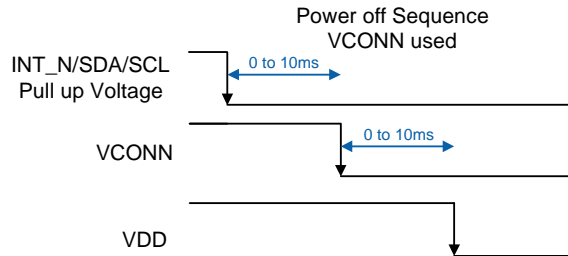 Power off Sequence
VCONN used
INT_N/SDA/SCL
Pull up Voltage
0 to 10ms
VCONN
0 to 10ms
VDD